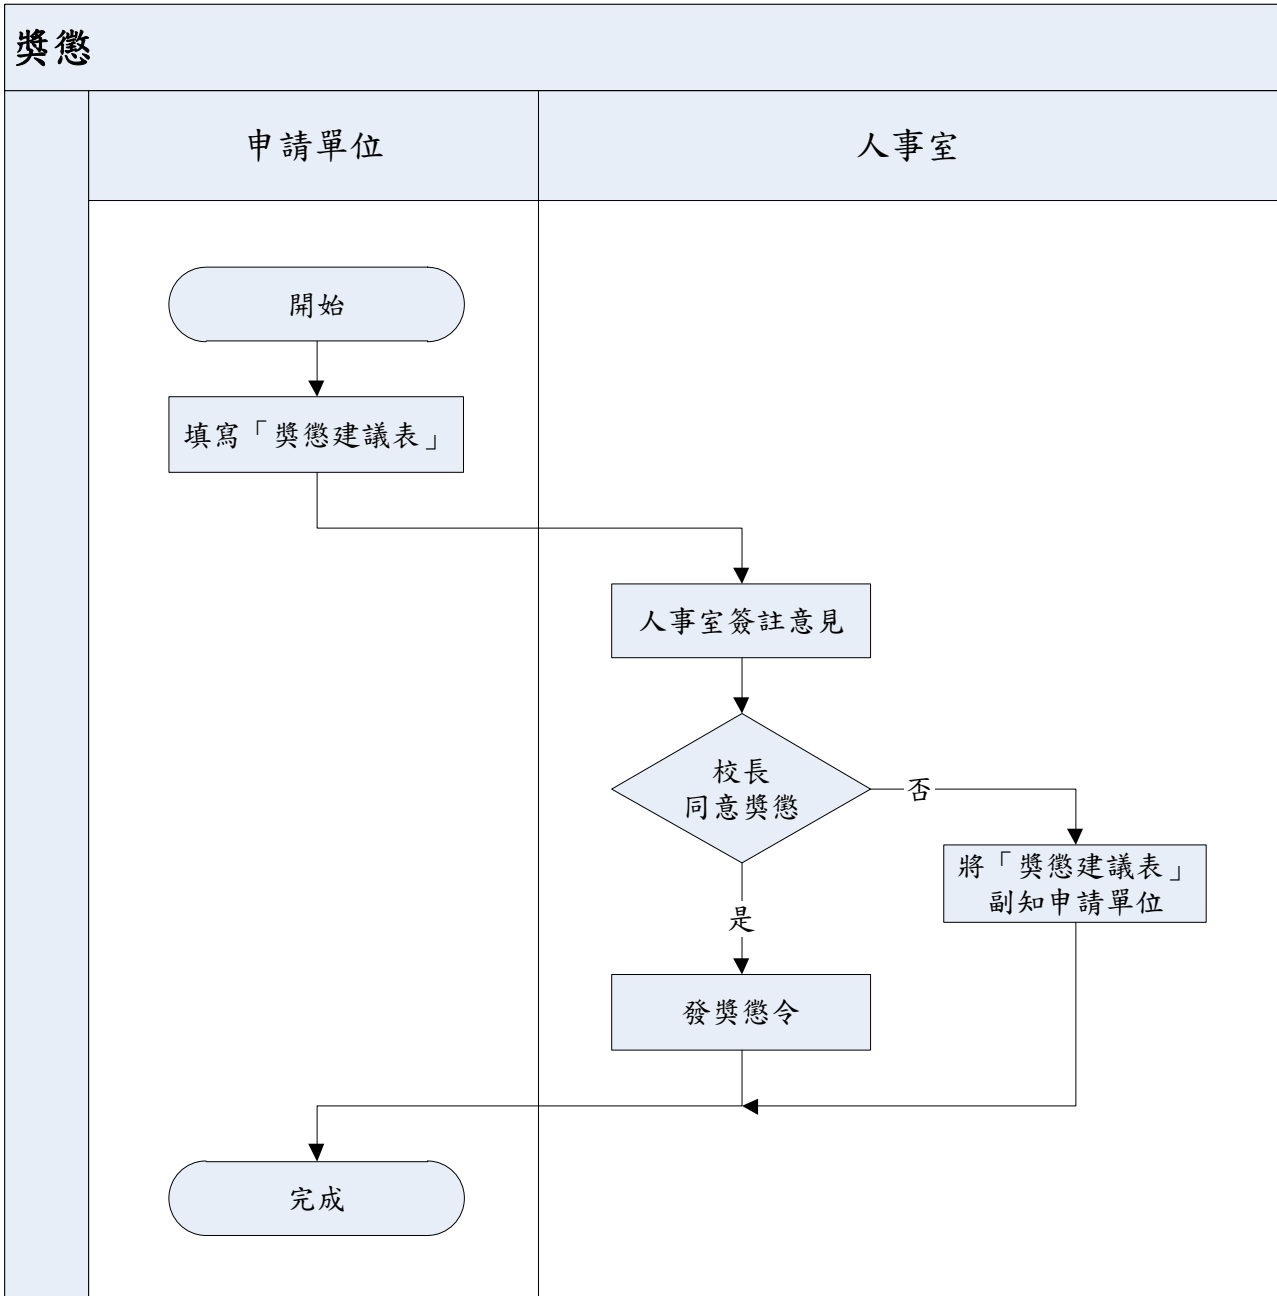 獎懲
申請單位
人事室
開始
填寫「獎懲建議表」
人事室簽註意見
校長
同意獎懲
否
將「獎懲建議表」
副知申請單位
是
發獎懲令
完成